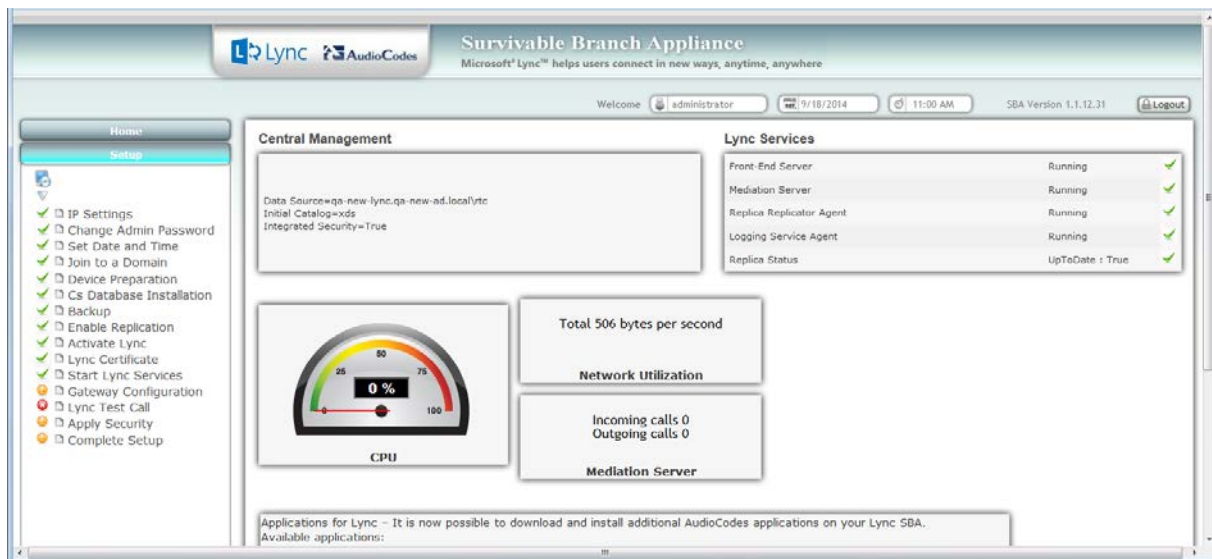 Lync AudioCodes
Survivable Branch Appliance
Microsoft® Lync™ helps users connect in new ways, anytime, anywhere
Welcome administrator 9/18/2014 11:00 AM SBA Version 1.1.12.31 Logout
Home
Setup
IP Settings
Change Admin Password
Set Date and Time
Join to a Domain
Device Preparation
Cs Database Installation
Backup
Enable Replication
Activate Lync
Lync Certificate
Start Lync Services
Gateway Configuration
Lync Test Call
Apply Security
Complete Setup
Central Management
Data Source=qa-new-lync.qa-new-ad.local\rtc
Initial Catalog=xds
Integrated Security=True
Lync Services
Front-End Server Running
Mediation Server Running
Replica Replicator Agent Running
Logging Service Agent Running
Replica Status UpToDate : True
50
25 75
0 %
0 100
CPU
Total 506 bytes per second
Network Utilization
Incoming calls 0
Outgoing calls 0
Mediation Server
Applications for Lync - It is now possible to download and install additional AudioCodes applications on your Lync SBA.
Available applications: